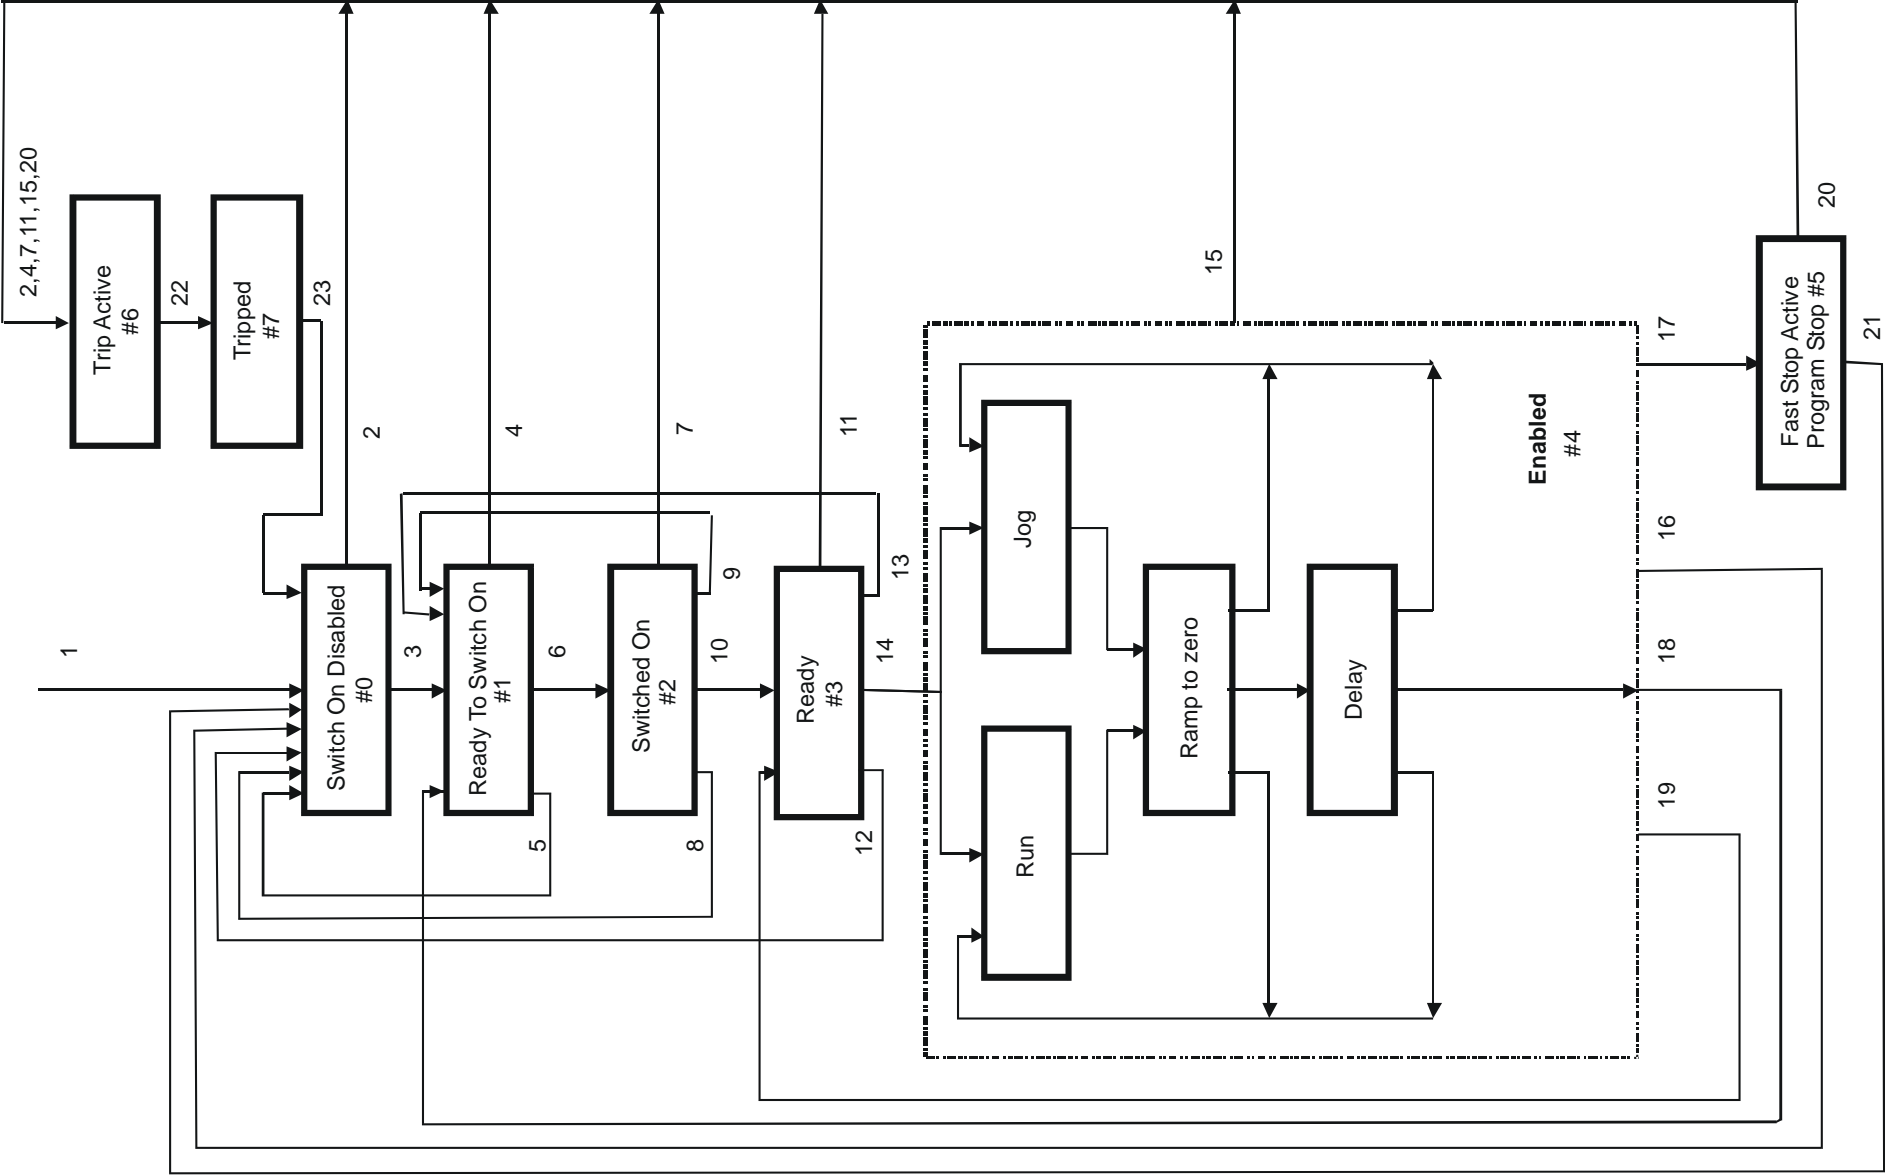 1
2,4,7,11,15,20
Trip Active
#6
22
Tripped
#7
23
Switch On Disabled
#0
2
3
Ready To Switch On
#1
4
5
6
Switched On
#2
7
8
9
10
Ready
#3
11
12
13
14
Run
Jog
Ramp to zero
Delay
Enabled
#4
15
16
17
18
19
Fast Stop Active
Program Stop #5
20
21